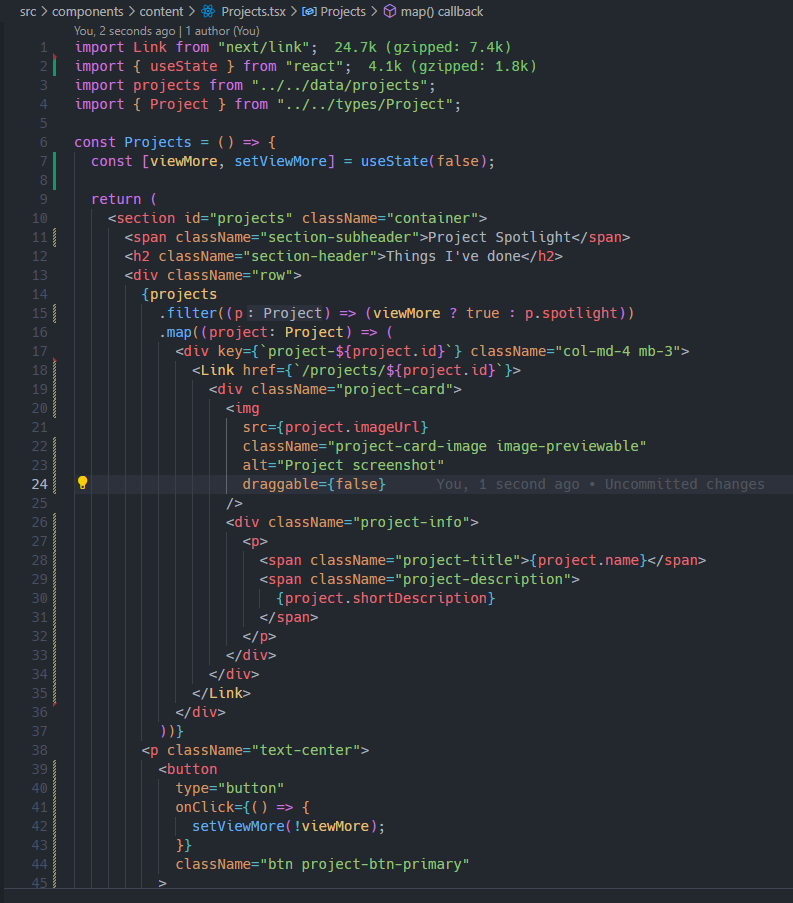 src > components > content > Projects.tsx > Projects > map() callback
You, 2 seconds ago | 1 author (You)
1 import Link from "next/link"; 24.7k (gzipped: 7.4k)
2 import { useState } from "react"; 4.1k (gzipped: 1.8k)
3 import projects from "../../data/projects";
4 import { Project } from "../../types/Project";
5
6 const Projects = () => {
7 const [viewMore, setViewMore] = useState(false);
8
9 return (
10 <section id="projects" className="container">
11 <span className="section-subheader">Project Spotlight</span>
12 <h2 className="section-header">Things I've done</h2>
13 <div className="row">
14 {projects
15 .filter((p: Project) => (viewMore ? true : p.spotlight))
16 .map((project: Project) => (
17 <div key={`project-${project.id}`} className="col-md-4 mb-3">
18 <Link href={`/projects/${project.id}`}>
19 <div className="project-card">
20 <img
21 src={project.imageUrl}
22 className="project-card-image image-previewable"
23 alt="Project screenshot"
24 draggable={false} You, 1 second ago • Uncommitted changes
25 />
26 <div className="project-info">
27 <p>
28 <span className="project-title">{project.name}</span>
29 <span className="project-description">
30 {project.shortDescription}
31 </span>
32 </p>
33 </div>
34 </div>
35 </Link>
36 </div>
37 ))}
38 <p className="text-center">
39 <button
40 type="button"
41 onClick={() => {
42 setViewMore(!viewMore);
43 }}
44 className="btn project-btn-primary"
45 >